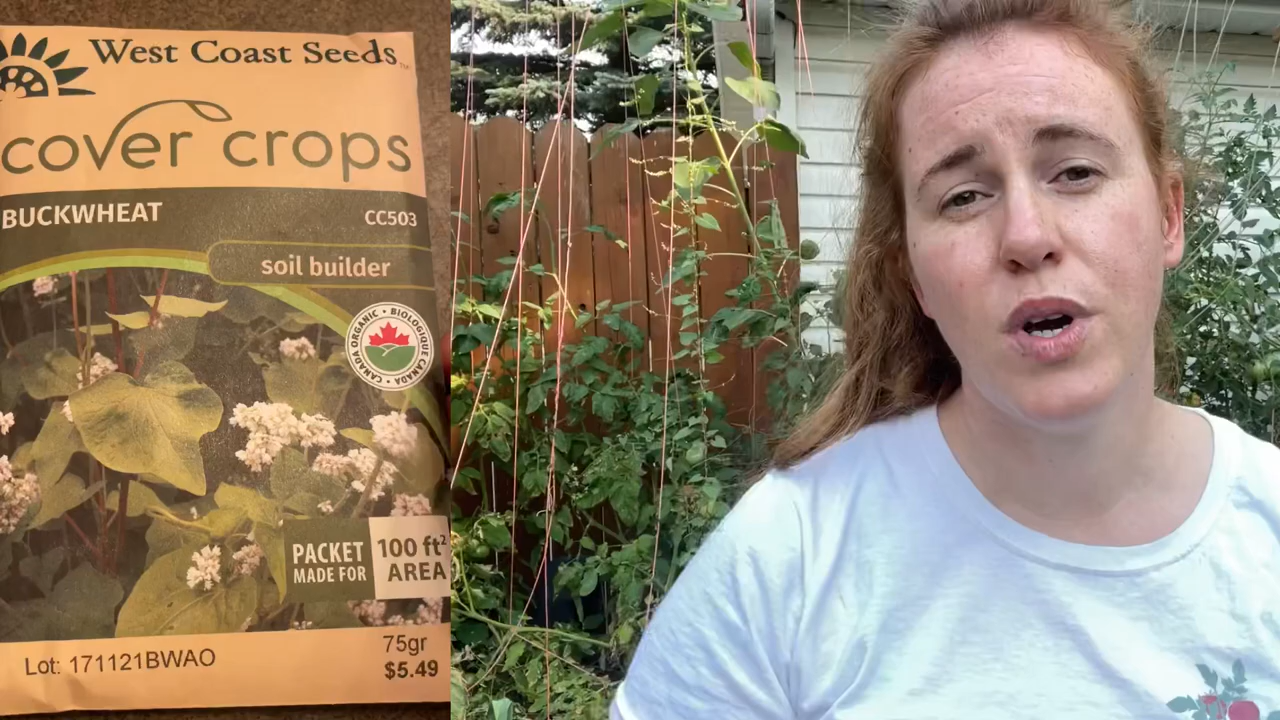 West Coast Seeds™
cover crops
BUCKWHEAT
CC503
soil builder
CANADA ORGANIC • BIOLOGIQUE CANADA •
PACKET
MADE FOR
100 ft²
AREA
75gr
$5.49
Lot: 171121BWAO